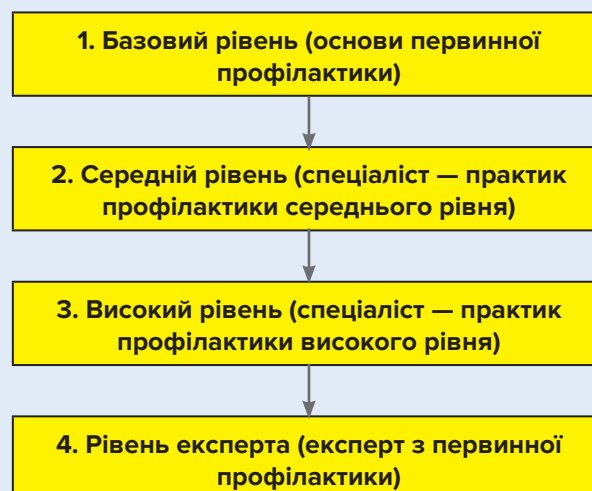 1. Базовий рівень (основи первинної
профілактики)
2. Середній рівень (спеціаліст — практик
профілактики середнього рівня)
3. Високий рівень (спеціаліст — практик
профілактики високого рівня)
4. Рівень експерта (експерт з первинної
профілактики)